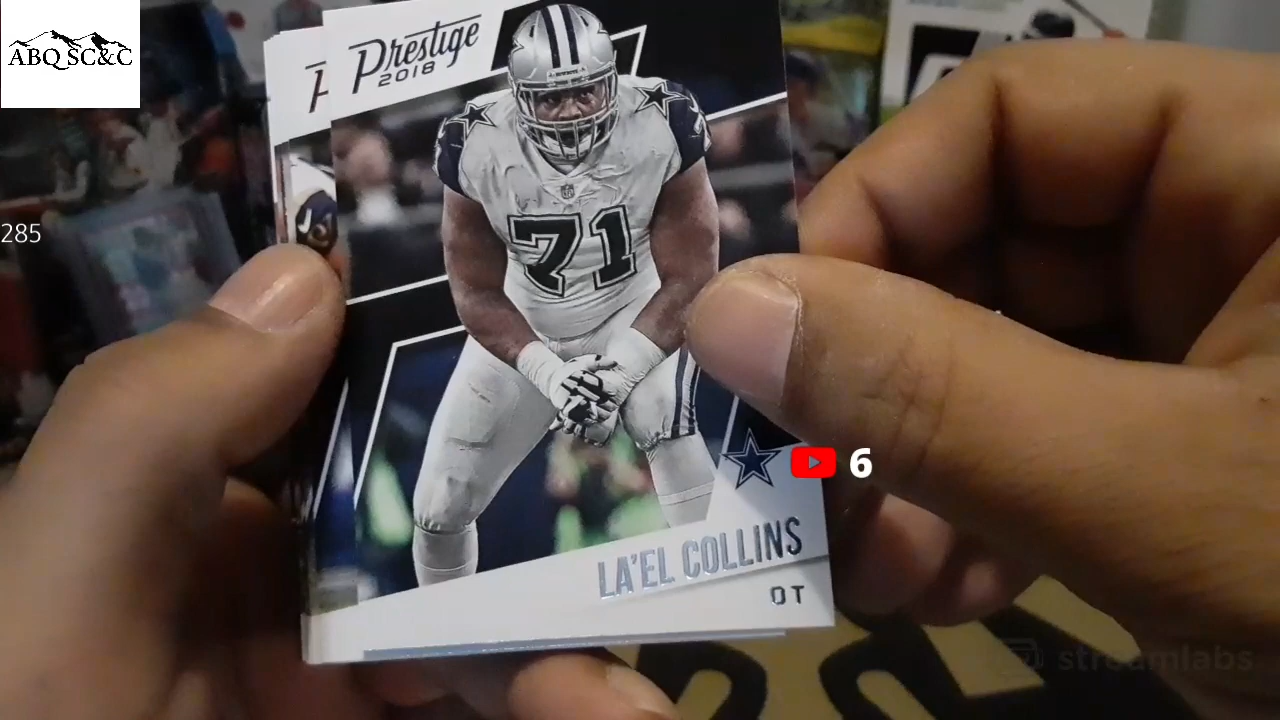 ABQ SC&C
Prestige
2018
P
285
71
6
LA'EL COLLINS
OT
streamlabs